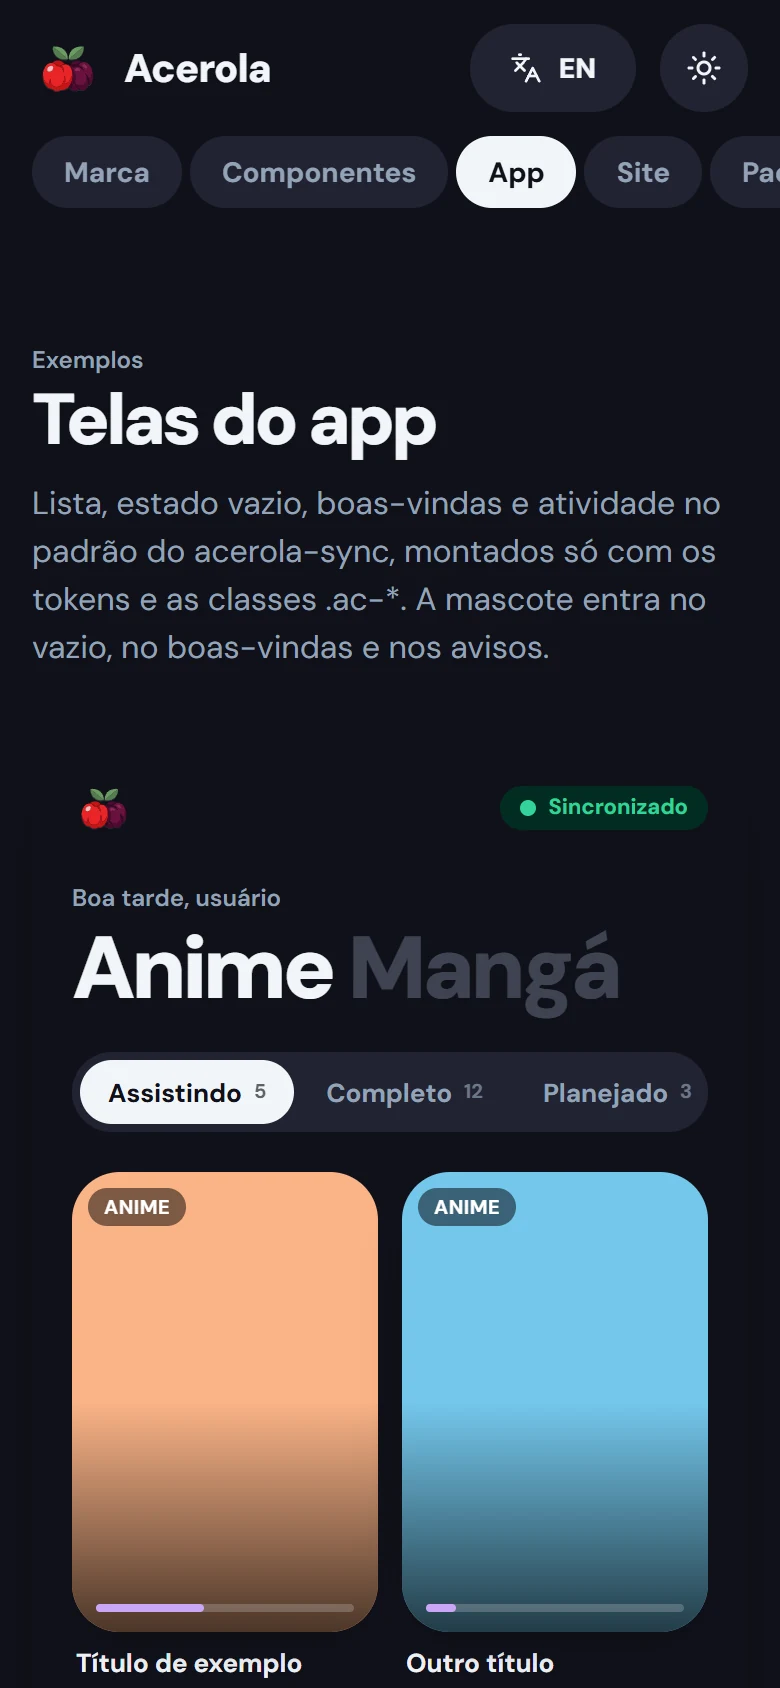 Acerola
EN
Marca Componentes App Site
Exemplos
Telas do app
Lista, estado vazio, boas-vindas e atividade no
padrão do acerola-sync, montados só com os
tokens e as classes .ac-*. A mascote entra no
vazio, no boas-vindas e nos avisos.
Sincronizado
Boa tarde, usuário
Anime Mangá
Assistindo 5 Completo 12 Planejado 3
ANIME
ANIME
Título de exemplo
Outro título